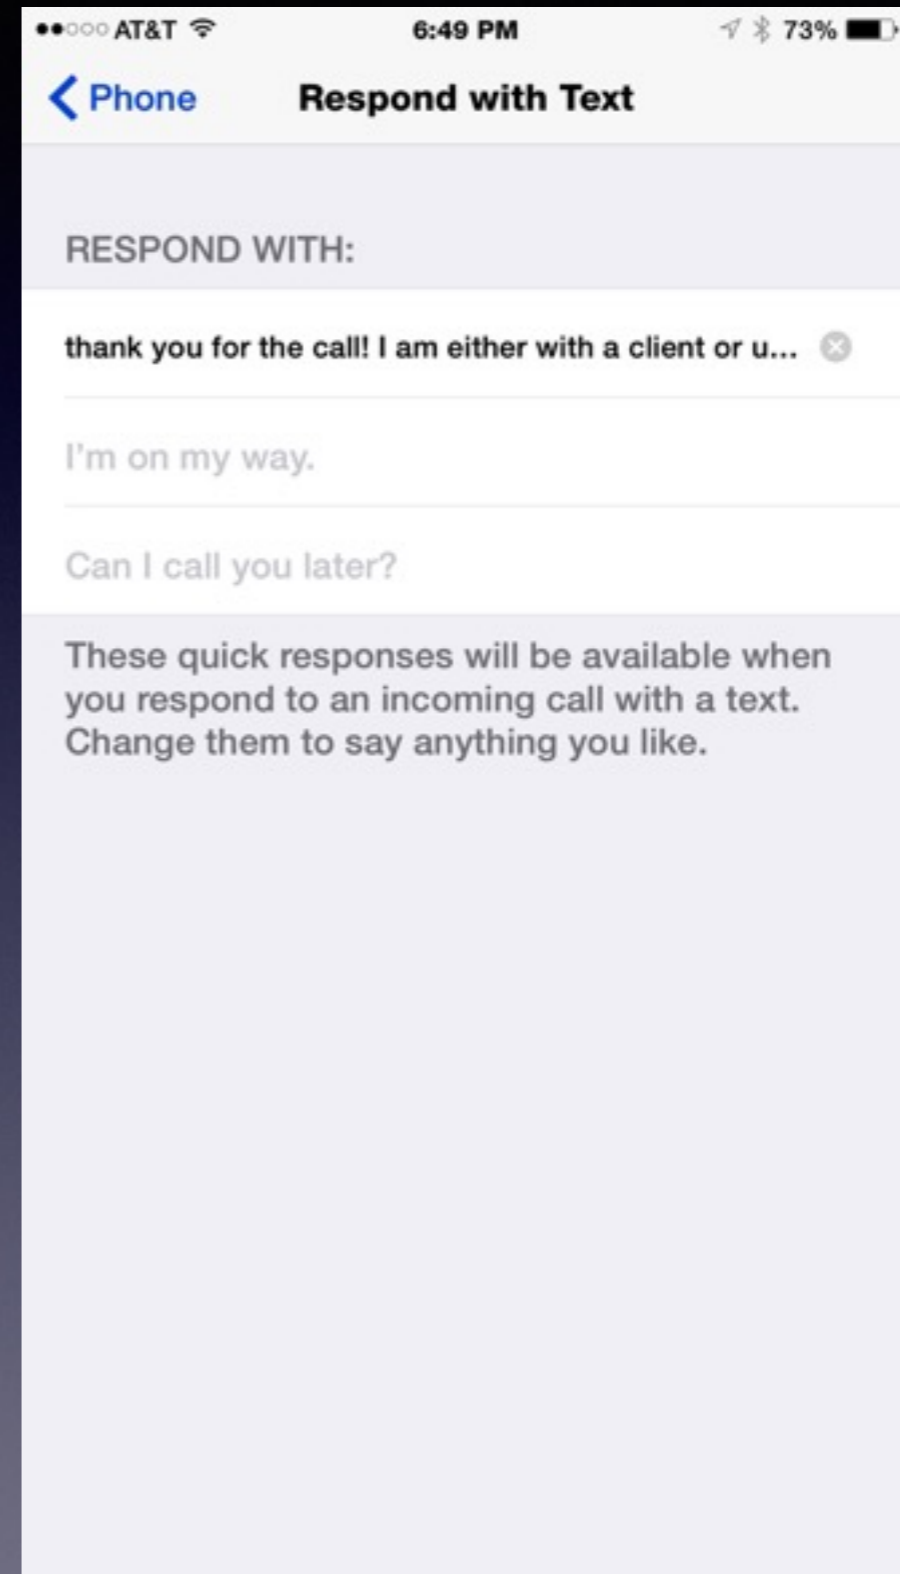 AT&T 6:49 PM 73%
Phone Respond with Text
RESPOND WITH:
thank you for the call! I am either with a client or u...
I'm on my way.
Can I call you later?
These quick responses will be available when
you respond to an incoming call with a text.
Change them to say anything you like.